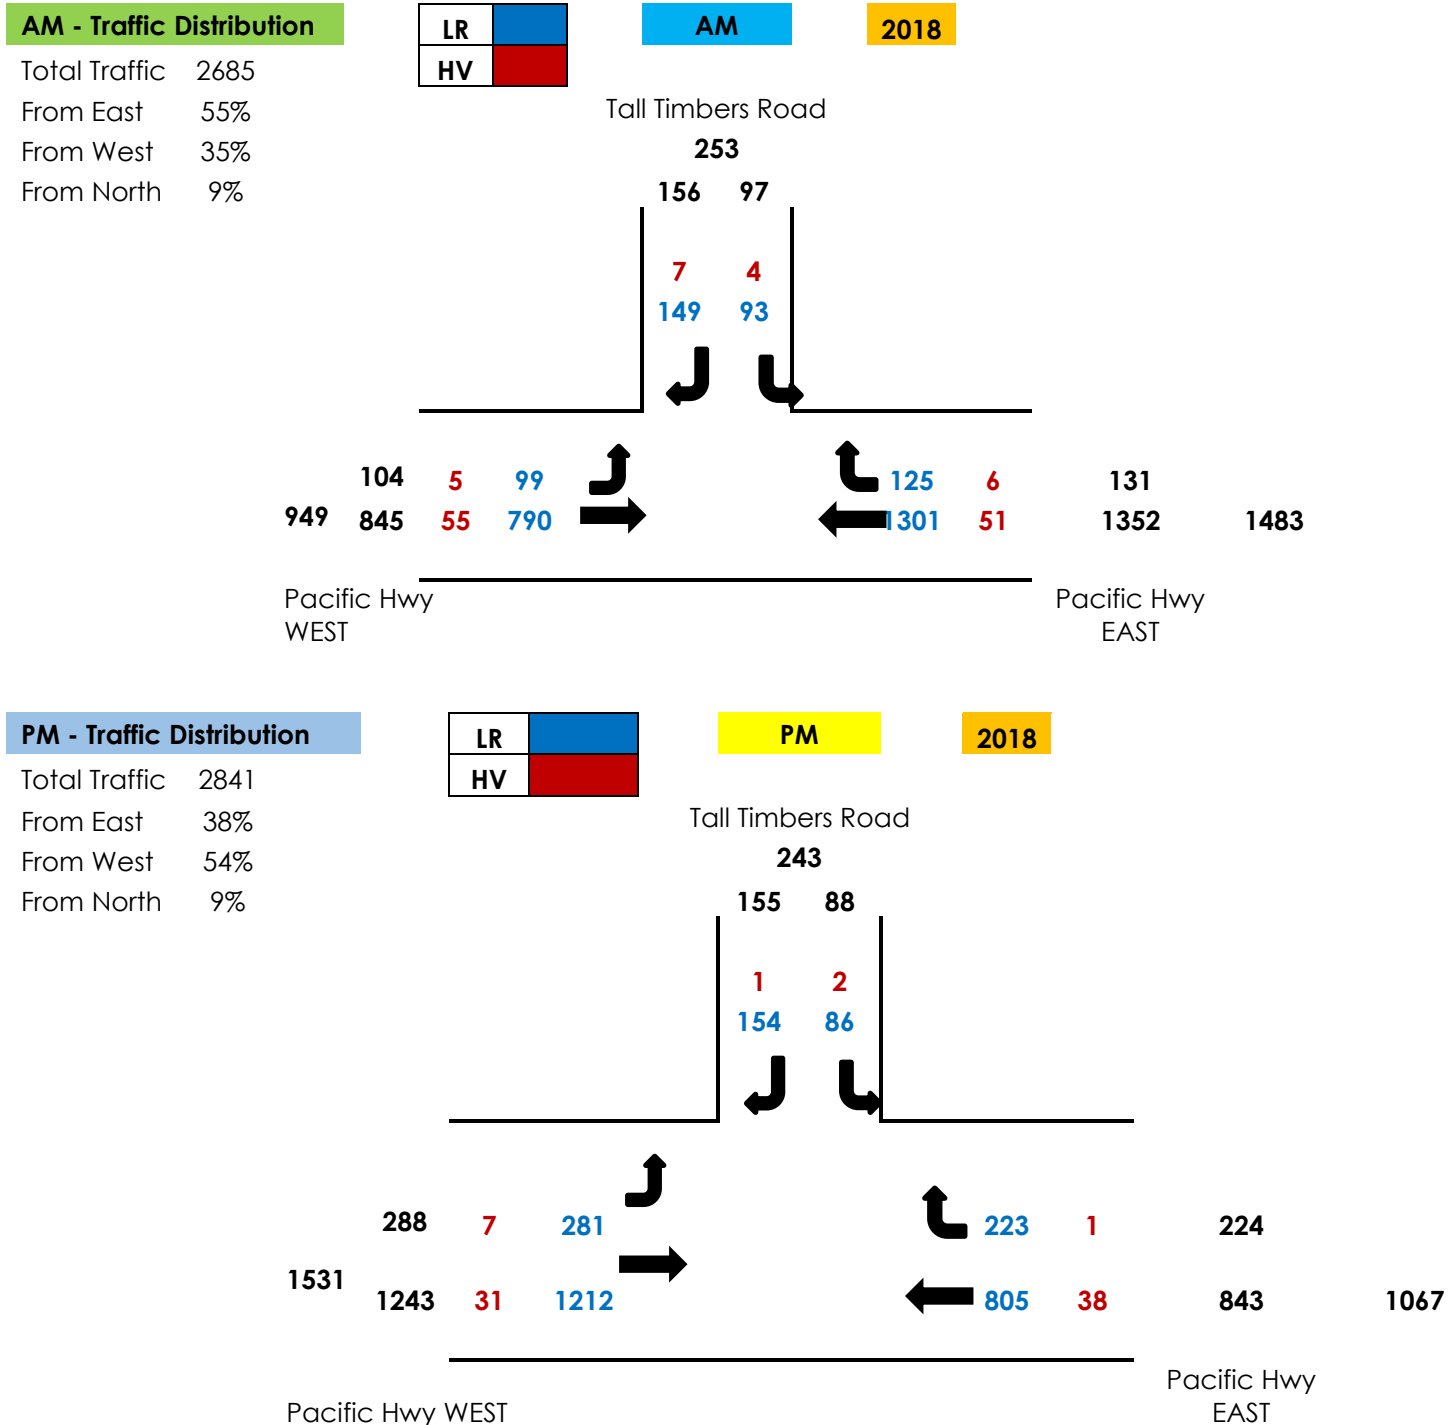 AM - Traffic Distribution LR AM 2018
HV
Total Traffic 2685
From East 55%
From West 35%
From North 9%
Tall Timbers Road
253
156 97
7 4
149 93
104 5 99 125 6 131
949 845 55 790 1301 51 1352 1483
Pacific Hwy
WEST
Pacific Hwy
EAST
PM - Traffic Distribution LR PM 2018
HV
Total Traffic 2841
From East 38%
From West 54%
From North 9%
Tall Timbers Road
243
155 88
1 2
154 86
288 7 281 223 1 224
1531
1243 31 1212 805 38 843 1067
Pacific Hwy WEST
Pacific Hwy
EAST